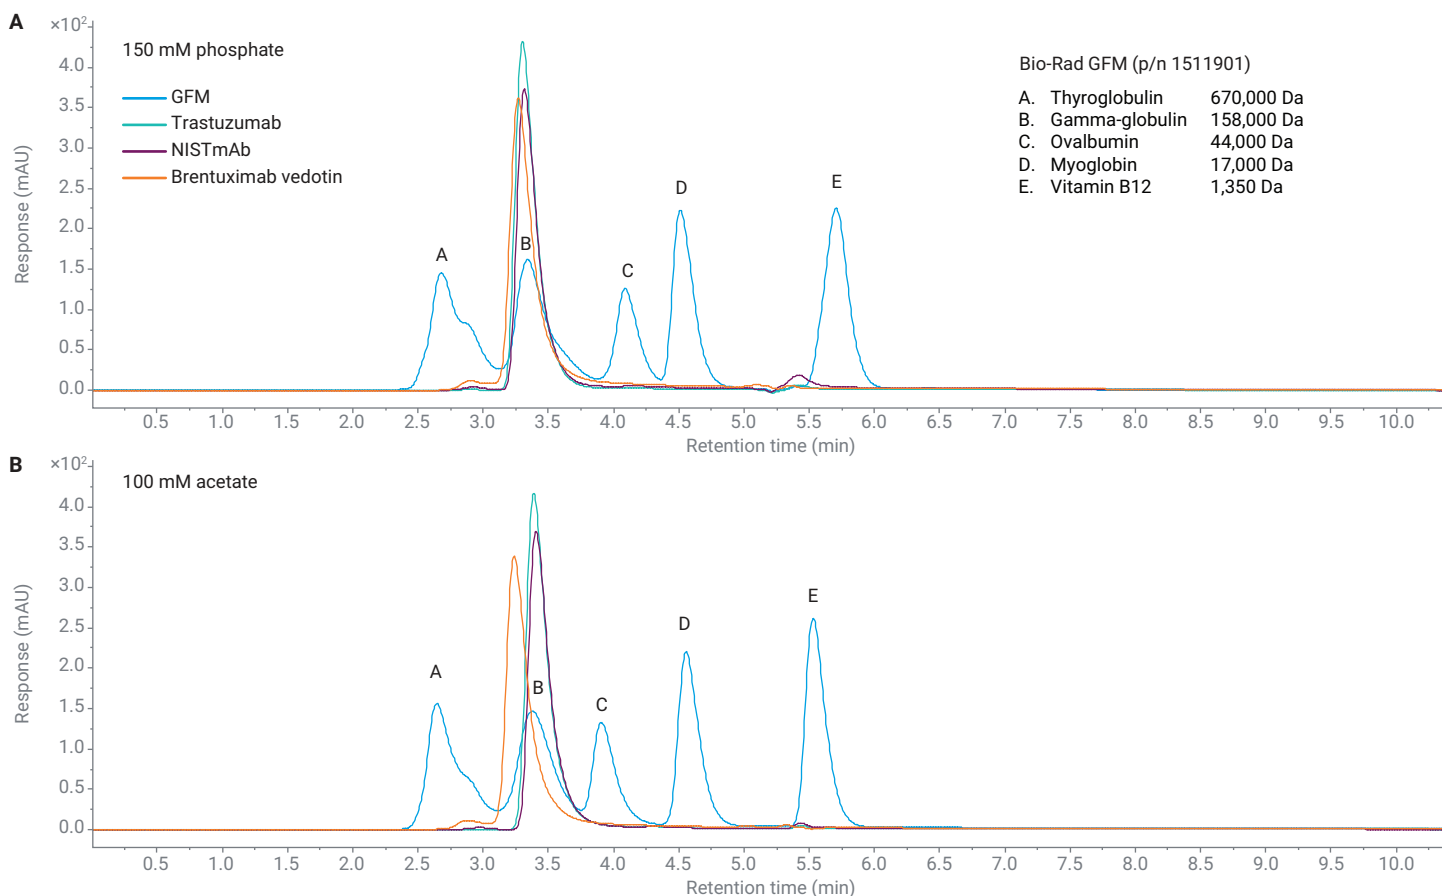 A
×10²
150 mM phosphate
GFM
Trastuzumab
NISTmAb
Brentuximab vedotin
Bio-Rad GFM (p/n 1511901)
A. Thyroglobulin 670,000 Da
B. Gamma-globulin 158,000 Da
C. Ovalbumin 44,000 Da
D. Myoglobin 17,000 Da
E. Vitamin B12 1,350 Da
Response (mAU)
4.0
3.5
3.0
2.5
2.0
1.5
1.0
0.5
0.0
A
B
C
D
E
0.5 1.0 1.5 2.0 2.5 3.0 3.5 4.0 4.5 5.0 5.5 6.0 6.5 7.0 7.5 8.0 8.5 9.0 9.5 10.0
Retention time (min)
B
×10²
100 mM acetate
Response (mAU)
4.0
3.5
3.0
2.5
2.0
1.5
1.0
0.5
0.0
A
B
C
D
E
0.5 1.0 1.5 2.0 2.5 3.0 3.5 4.0 4.5 5.0 5.5 6.0 6.5 7.0 7.5 8.0 8.5 9.0 9.5 10.0
Retention time (min)